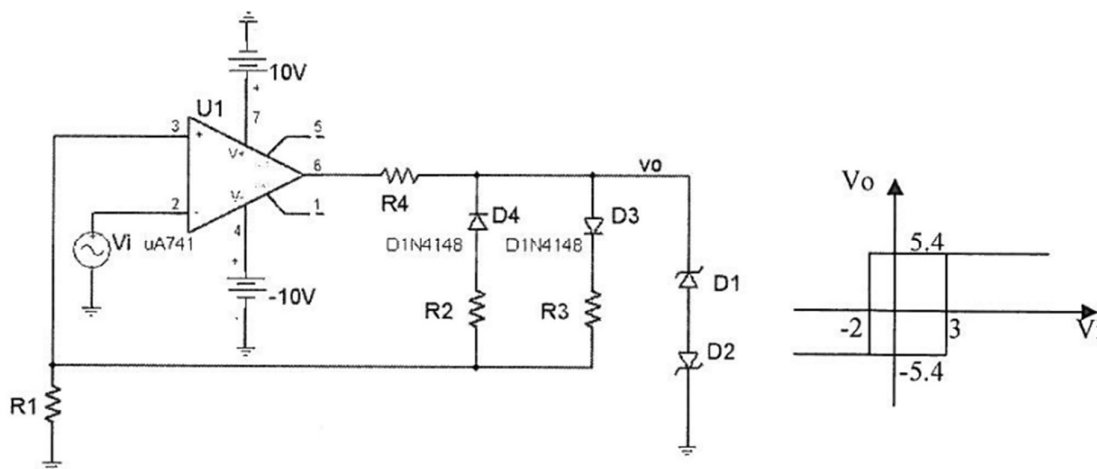 10V
U1
3
+
7
5
V+
6
vo
R4
2
-
V-
1
4
Vi
uA741
+
-10V
D4
D1N4148
D3
D1N4148
R2
R3
D1
D2
R1
Vo
5.4
-2
3
-5.4